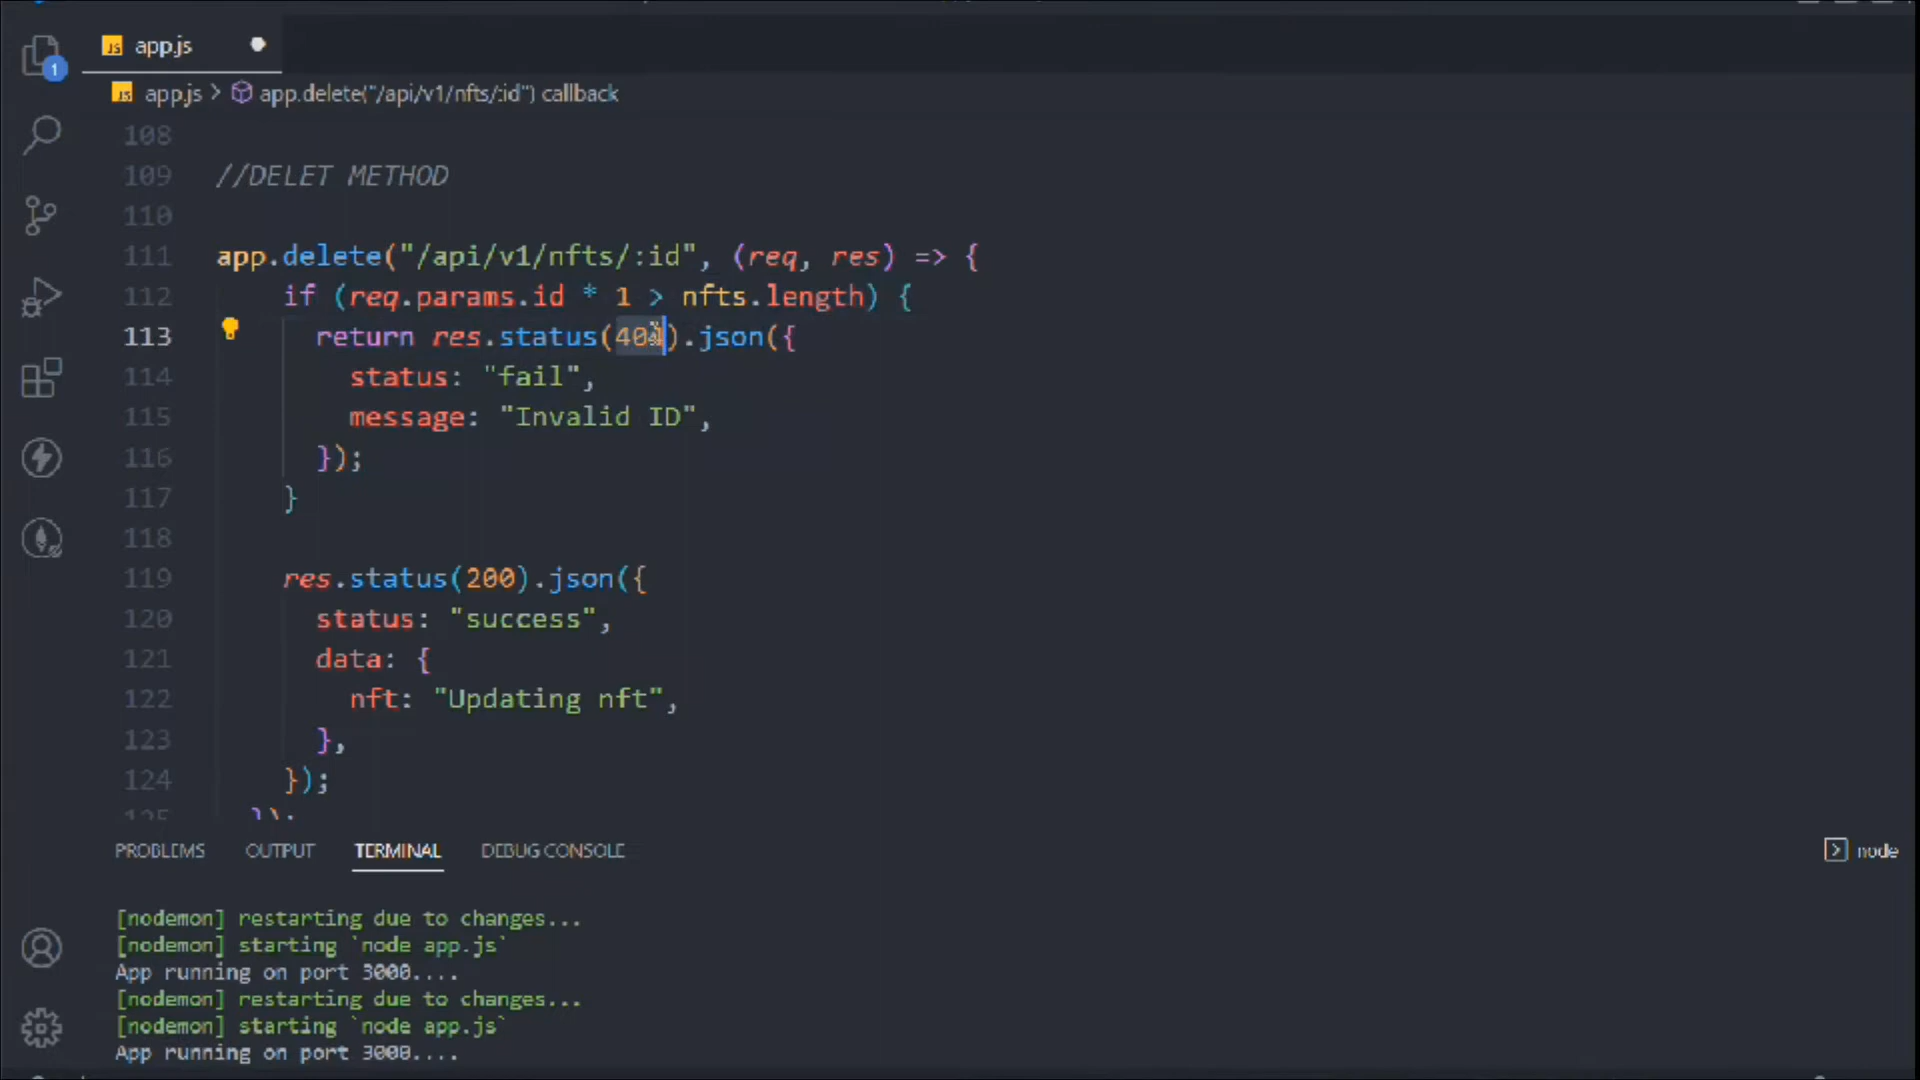 1
JS app.js
JS app.js > app.delete("/api/v1/nfts/:id") callback
108
109 //DELET METHOD
110
111 app.delete("/api/v1/nfts/:id", (req, res) => {
112 if (req.params.id * 1 > nfts.length) {
113 return res.status().json({
114 status: "fail",
115 message: "Invalid ID",
116 });
117 }
118
119 res.status(200).json({
120 status: "success",
121 data: {
122 nft: "Updating nft",
123 },
124 });
125 });
PROBLEMS OUTPUT TERMINAL DEBUG CONSOLE
node
[nodemon] restarting due to changes...
[nodemon] starting `node app.js`
App running on port 3000....
[nodemon] restarting due to changes...
[nodemon] starting `node app.js`
App running on port 3000....